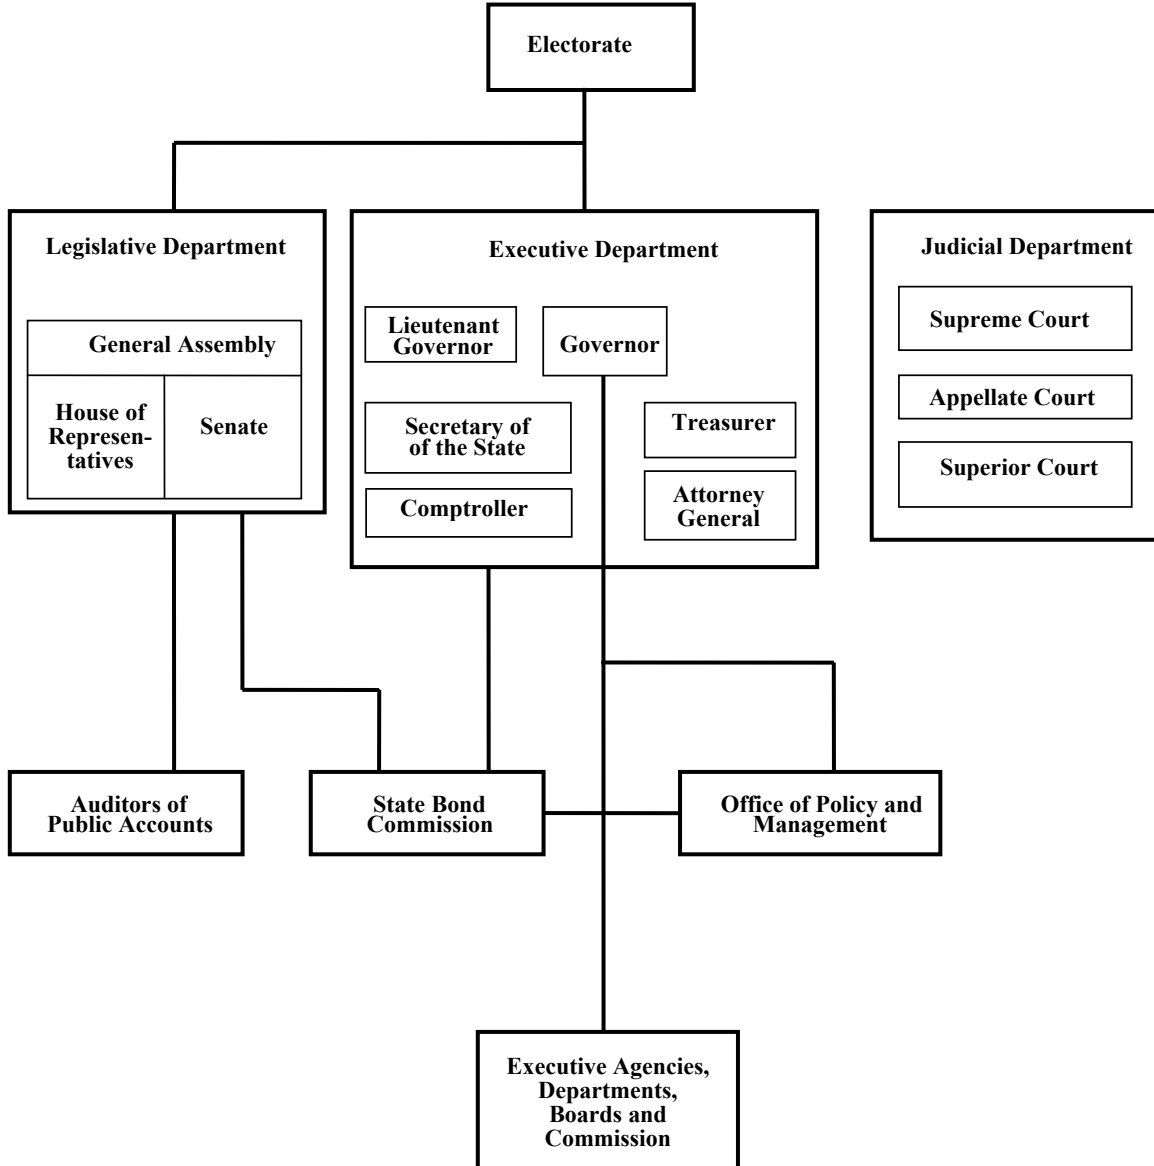 Electorate
Legislative Department
General Assembly
House of
Represen-
tatives
Senate
Executive Department
Lieutenant
Governor
Governor
Secretary of
of the State
Treasurer
Comptroller
Attorney
General
Judicial Department
Supreme Court
Appellate Court
Superior Court
Auditors of
Public Accounts
State Bond
Commission
Office of Policy and
Management
Executive Agencies,
Departments,
Boards and
Commission